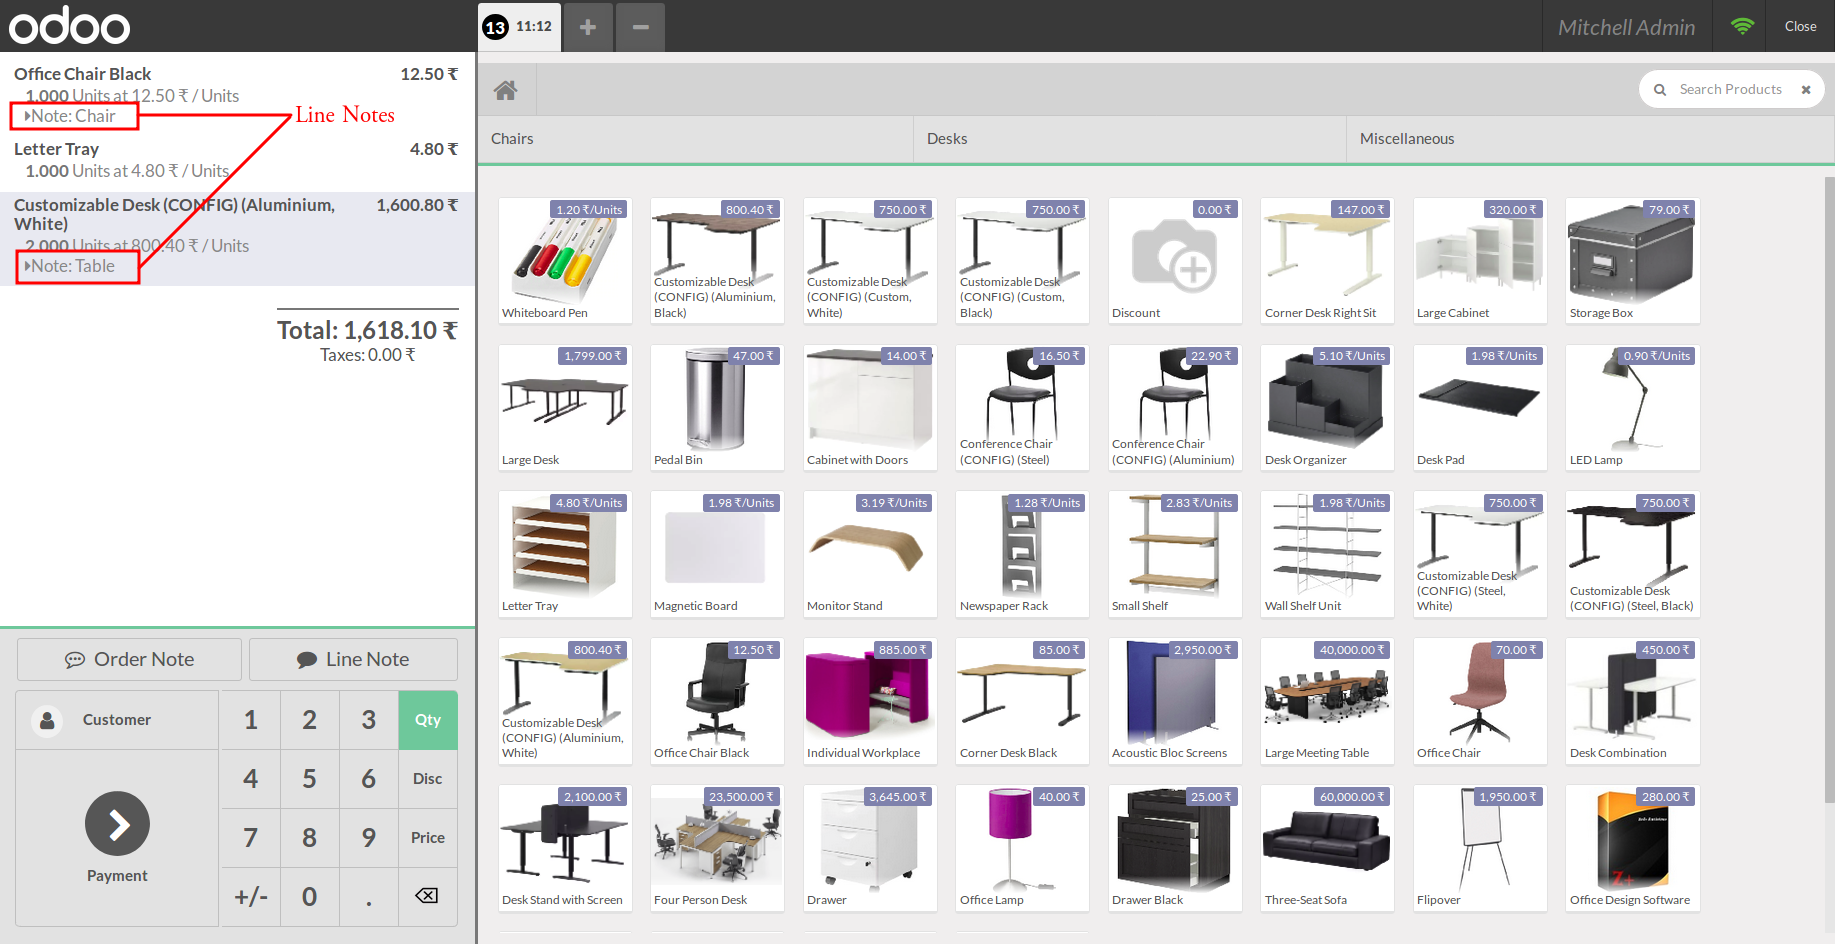 odoo
13 11:12
Mitchell Admin
Close
Office Chair Black 12.50 ₹
1.000 Units at 12.50 ₹ / Units
Note: Chair
Line Notes
Letter Tray 4.80 ₹
1.000 Units at 4.80 ₹ / Units
Customizable Desk (CONFIG) (Aluminium, 1,600.80 ₹
White)
2.000 Units at 800.40 ₹ / Units
Note: Table
Total: 1,618.10 ₹
Taxes: 0.00 ₹
Order Note
Line Note
Customer
1 2 3 Qty
4 5 6 Disc
7 8 9 Price
+/- 0 .
Payment
Search Products
Chairs
Desks
Miscellaneous
1.20 ₹/Units
Whiteboard Pen
800.40 ₹
Customizable Desk
(CONFIG) (Aluminium,
Black)
750.00 ₹
Customizable Desk
(CONFIG) (Custom,
White)
750.00 ₹
Customizable Desk
(CONFIG) (Custom,
Black)
0.00 ₹
Discount
147.00 ₹
Corner Desk Right Sit
320.00 ₹
Large Cabinet
79.00 ₹
Storage Box
1,799.00 ₹
Large Desk
47.00 ₹
Pedal Bin
14.00 ₹
Cabinet with Doors
16.50 ₹
Conference Chair
(CONFIG) (Steel)
22.90 ₹
Conference Chair
(CONFIG) (Aluminium)
5.10 ₹/Units
Desk Organizer
1.98 ₹/Units
Desk Pad
0.90 ₹/Units
LED Lamp
4.80 ₹/Units
Letter Tray
1.98 ₹/Units
Magnetic Board
3.19 ₹/Units
Monitor Stand
1.28 ₹/Units
Newspaper Rack
2.83 ₹/Units
Small Shelf
1.98 ₹/Units
Wall Shelf Unit
750.00 ₹
Customizable Desk
(CONFIG) (Steel,
White)
750.00 ₹
Customizable Desk
(CONFIG) (Steel, Black)
800.40 ₹
Customizable Desk
(CONFIG) (Aluminium,
White)
12.50 ₹
Office Chair Black
885.00 ₹
Individual Workplace
85.00 ₹
Corner Desk Black
2,950.00 ₹
Acoustic Bloc Screens
40,000.00 ₹
Large Meeting Table
70.00 ₹
Office Chair
450.00 ₹
Desk Combination
2,100.00 ₹
Desk Stand with Screen
23,500.00 ₹
Four Person Desk
3,645.00 ₹
Drawer
40.00 ₹
Office Lamp
25.00 ₹
Drawer Black
60,000.00 ₹
Three-Seat Sofa
1,950.00 ₹
Flipover
280.00 ₹
Z+
Office Design Software